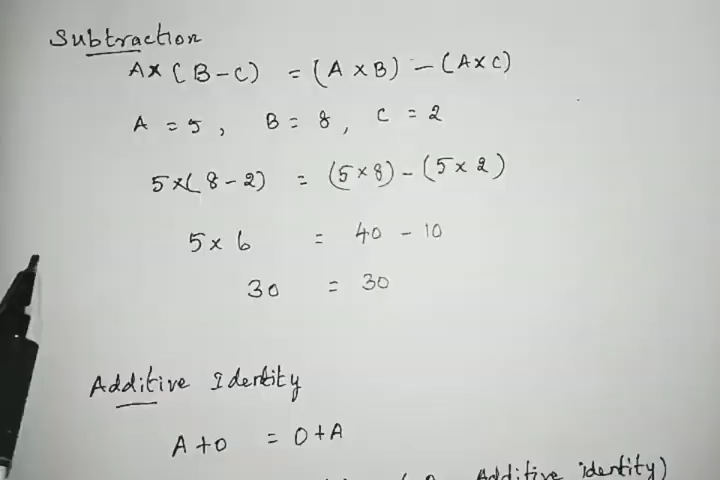 Subtraction
A × (B - C) = (A × B) - (A × C)
A = 5, B = 8, C = 2
5 × (8 - 2) = (5 × 8) - (5 × 2)
5 × 6 = 40 - 10
30 = 30
Additive Identity
A + 0 = 0 + A
Additive identity)